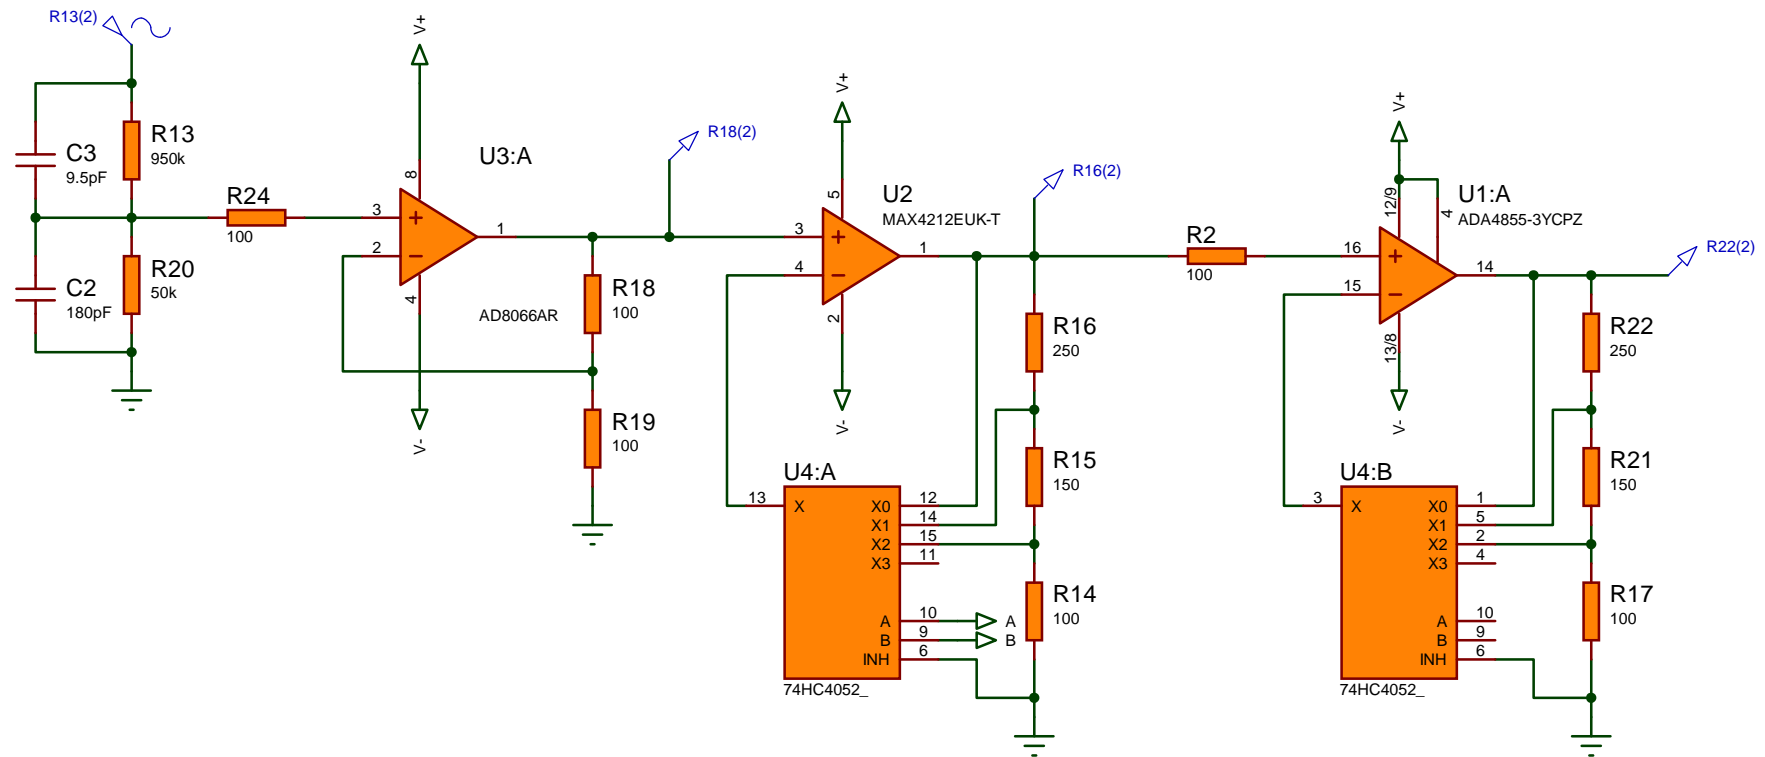 R13(2)
C3
9.5pF
R13
950k
C2
180pF
R20
50k
R24
100
V+
8
3
2
1
4
V-
U3:A
AD8066AR
R18
100
R19
100
R18(2)
V+
5
3
4
1
2
V-
U2
MAX4212EUK-T
R16(2)
R16
250
R15
150
R14
100
U4:A
13
X
X0
12
X1
14
X2
15
X3
11
A
10
A
B
9
B
INH
6
74HC4052_
R2
100
V+
12/9
4
16
15
14
13/8
V-
U1:A
ADA4855-3YCPZ
R22(2)
R22
250
R21
150
R17
100
U4:B
3
X
X0
1
X1
5
X2
2
X3
4
A
10
B
9
INH
6
74HC4052_